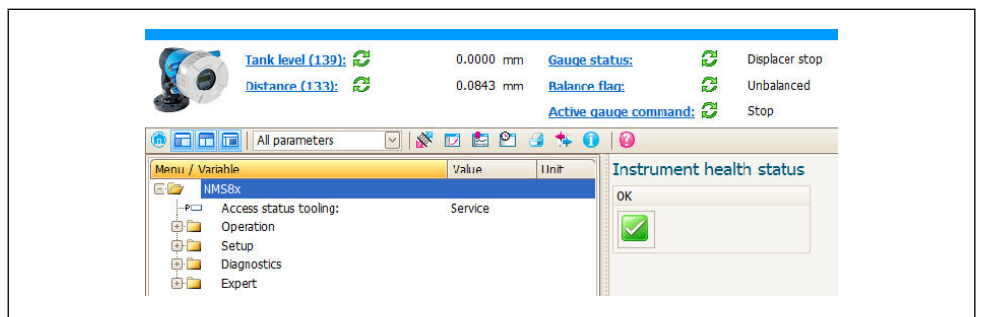 Tank level (139): 0.0000 mm Gauge status: Displacer stop
Distance (133): 0.0843 mm Balance flag: Unbalanced
Active gauge command: Stop
All parameters
Menu / Variable Value Unit Instrument health status
NMS8x OK
Access status tooling: Service
Operation
Setup
Diagnostics
Expert